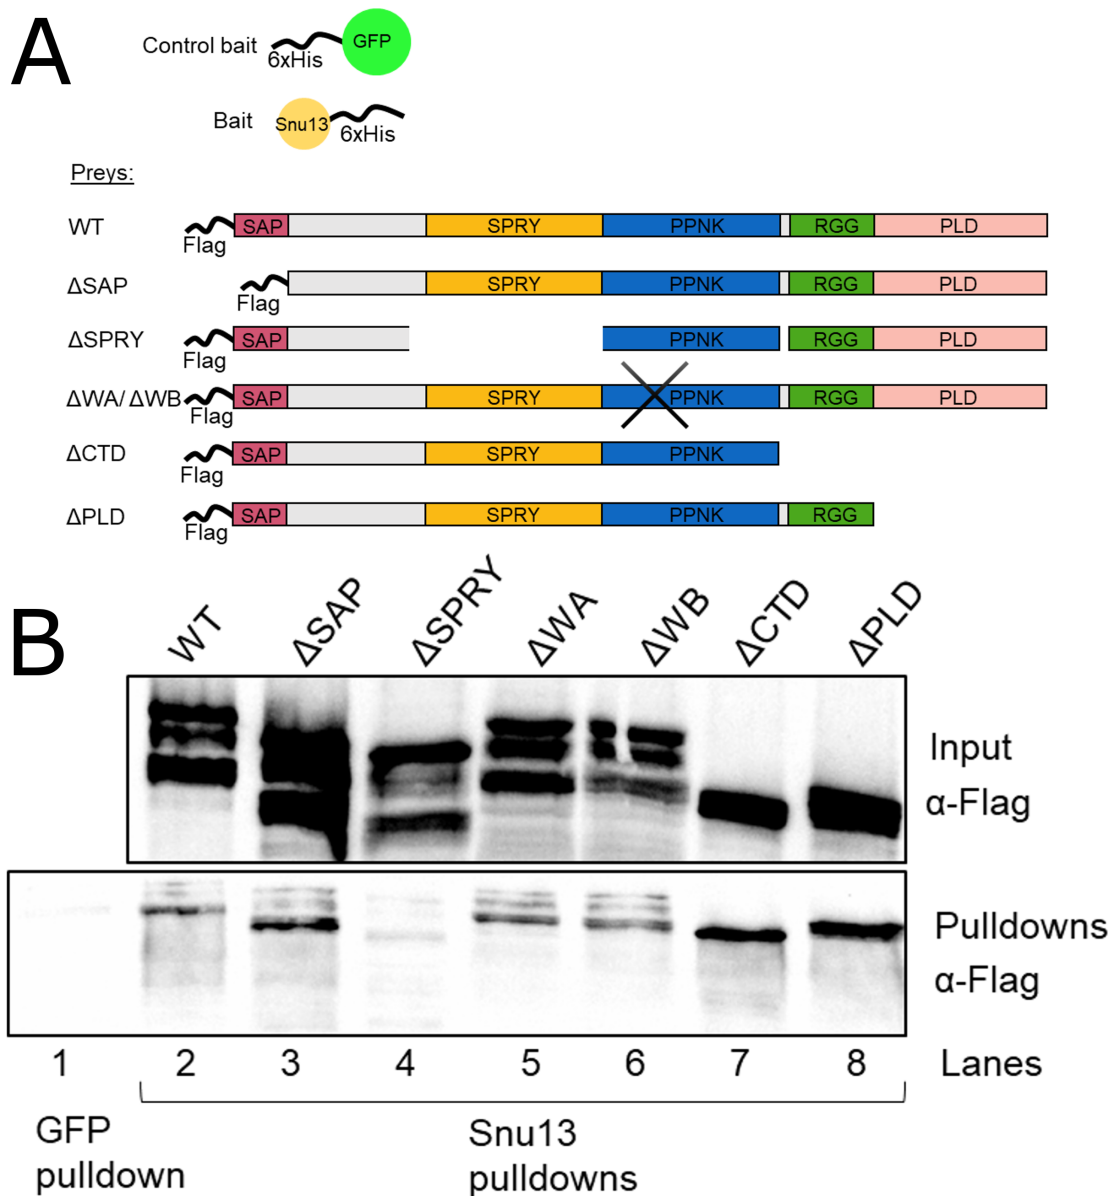 A
Control bait
6xHis
GFP
Bait
Snu13
6xHis
Preys:
WT
Flag
SAP
SPRY
PPNK
RGG
PLD
ΔSAP
Flag
SPRY
PPNK
RGG
PLD
ΔSPRY
Flag
SAP
PPNK
RGG
PLD
ΔWA/ ΔWB
Flag
SAP
SPRY
PPNK
RGG
PLD
ΔCTD
Flag
SAP
SPRY
PPNK
ΔPLD
Flag
SAP
SPRY
PPNK
RGG
B
WT
ΔSAP
ΔSPRY
ΔWA
ΔWB
ΔCTD
ΔPLD
Input
α-Flag
Pulldowns
α-Flag
1 2 3 4 5 6 7 8 Lanes
GFP
pulldown
Snu13
pulldowns